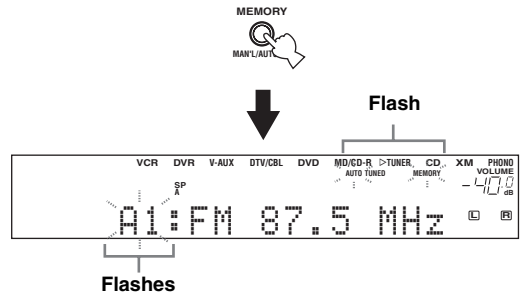 MEMORY
MAN'L/AUT
Flash
VCR DVR V-AUX DTV/CBL DVD MD/CD-R ▷TUNER CD XM PHONO
AUTO TUNED MEMORY VOLUME
SP
A
-40.0
dB
A1:FM 87.5 MHz L R
Flashes